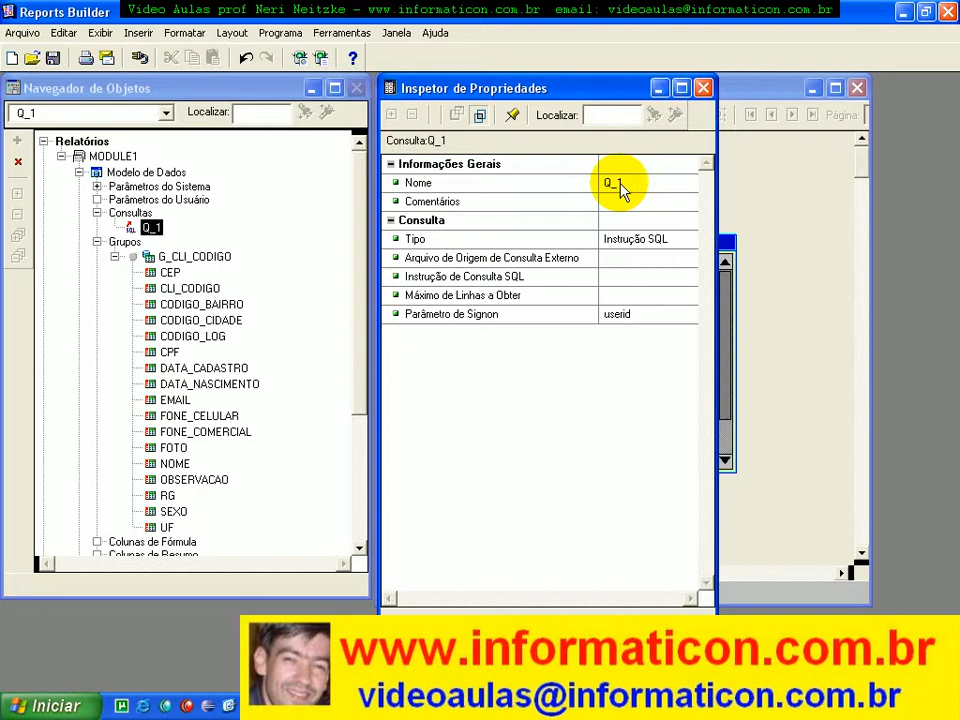 Reports Builder
Video Aulas prof Neri Neitzke - www.informaticon.com.br email: videoaulas@informaticon.com.br
Arquivo Editar Exibir Inserir Formatar Layout Programa Ferramentas Janela Ajuda
Navegador de Objetos
Q_1
Localizar:
Relatórios
MODULE1
Modelo de Dados
Parâmetros do Sistema
Parâmetros do Usuário
Consultas
SQL
Q_1
Grupos
G_CLI_CODIGO
CEP
CLI_CODIGO
CODIGO_BAIRRO
CODIGO_CIDADE
CODIGO_LOG
CPF
DATA_CADASTRO
DATA_NASCIMENTO
EMAIL
FONE_CELULAR
FONE_COMERCIAL
FOTO
NOME
OBSERVACAO
RG
SEXO
UF
Colunas de Fórmula
Colunas de Resumo
Inspetor de Propriedades
Localizar:
Consulta:Q_1
Informações Gerais
Nome Q_1
Comentários
Consulta
Tipo Instrução SQL
Arquivo de Origem de Consulta Externo
Instrução de Consulta SQL
Máximo de Linhas a Obter
Parâmetro de Signon userid
Página:
www.informaticon.com.br
videoaulas@informaticon.com.br
Iniciar